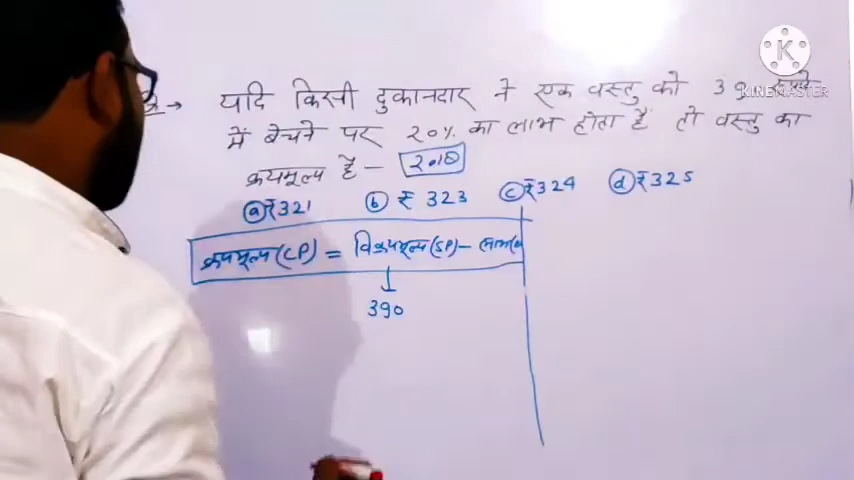 → यदि किसी दुकानदार ने एक वस्तु को 39
में बेचने पर 20% का लाभ होता है तो वस्तु का
क्रयमूल्य है - 2018
(a) ₹321 (b) ₹ 323 (c) ₹324 (d) ₹325
क्रयमूल्य (CP) = विक्रयमूल्य (SP) - लाभ(
↓
390
K
KINEMASTER